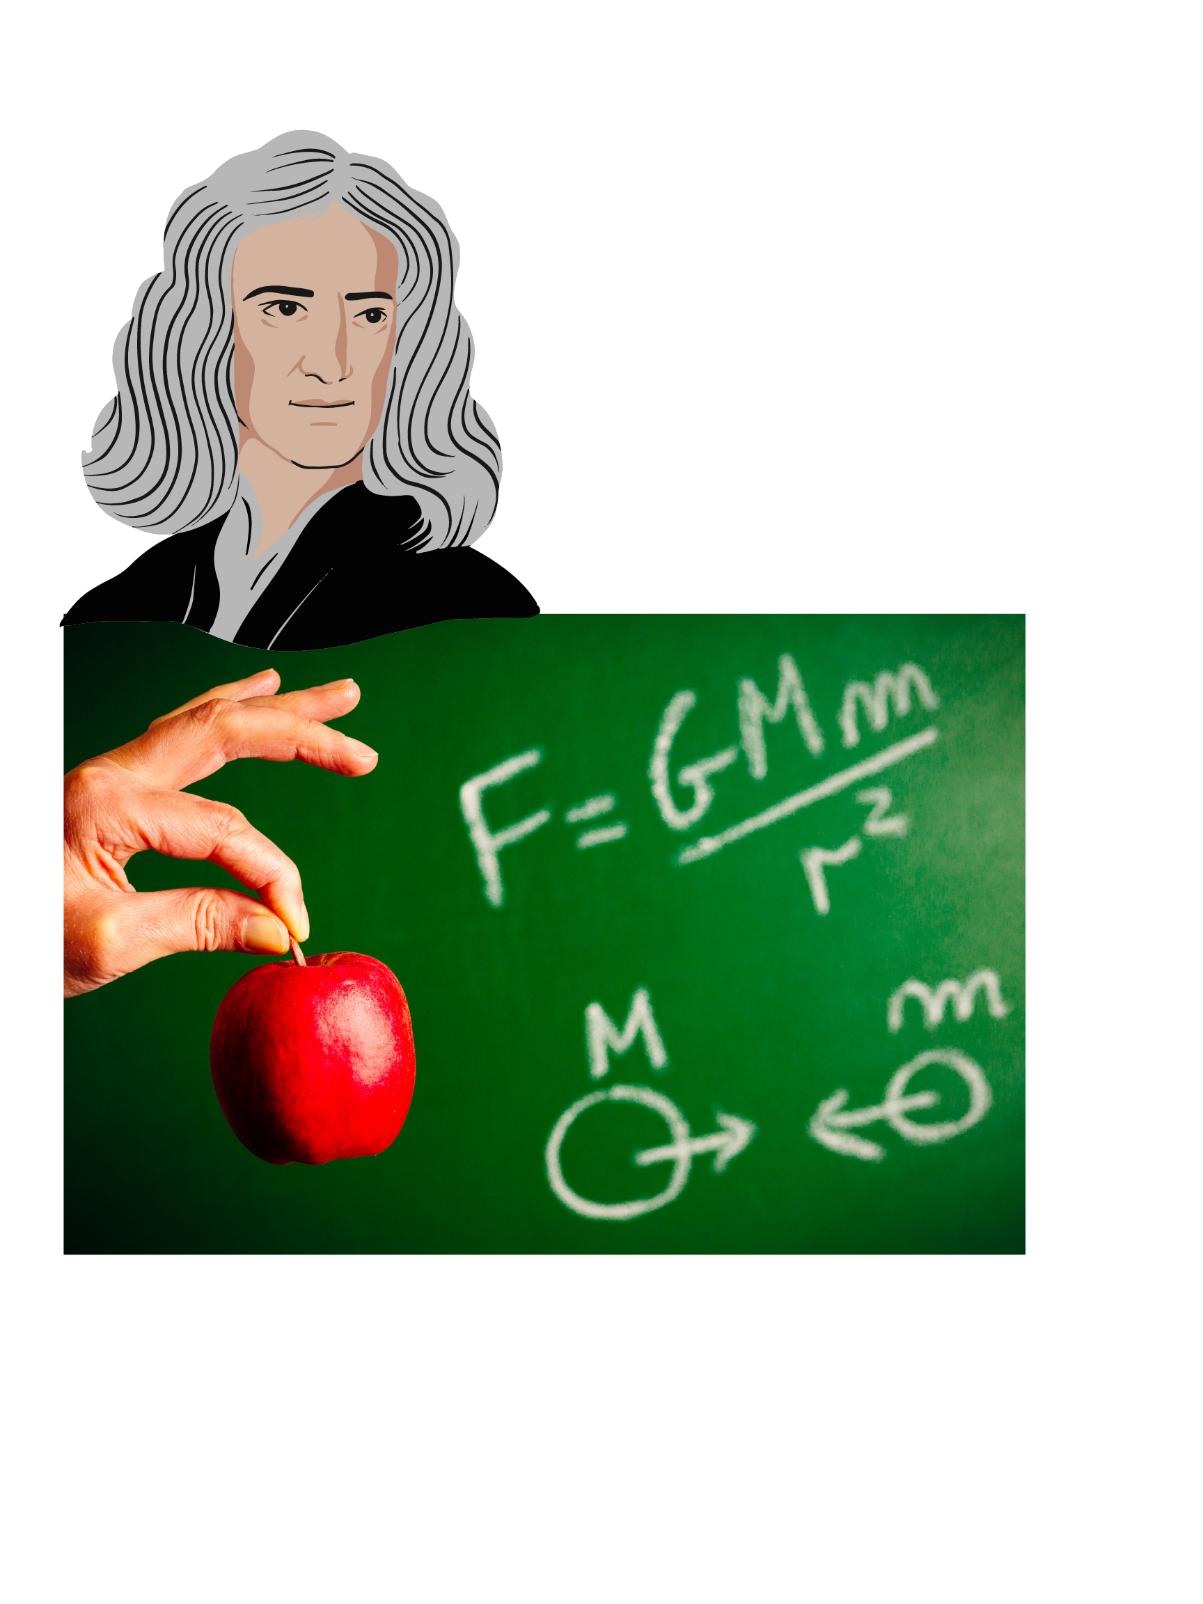 F = GMm
r²
M m